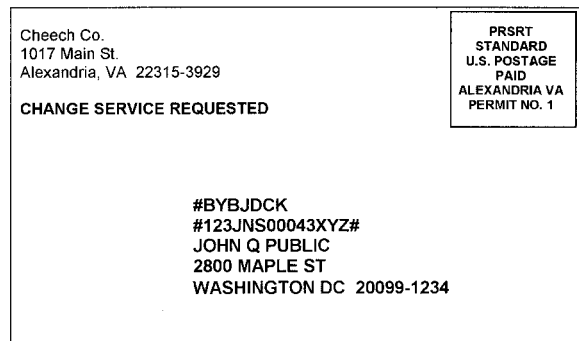 Cheech Co.
1017 Main St.
Alexandria, VA 22315-3929
CHANGE SERVICE REQUESTED
PRSRT
STANDARD
U.S. POSTAGE
PAID
ALEXANDRIA VA
PERMIT NO. 1
#BYBJDCK
#123JNS00043XYZ#
JOHN Q PUBLIC
2800 MAPLE ST
WASHINGTON DC 20099-1234